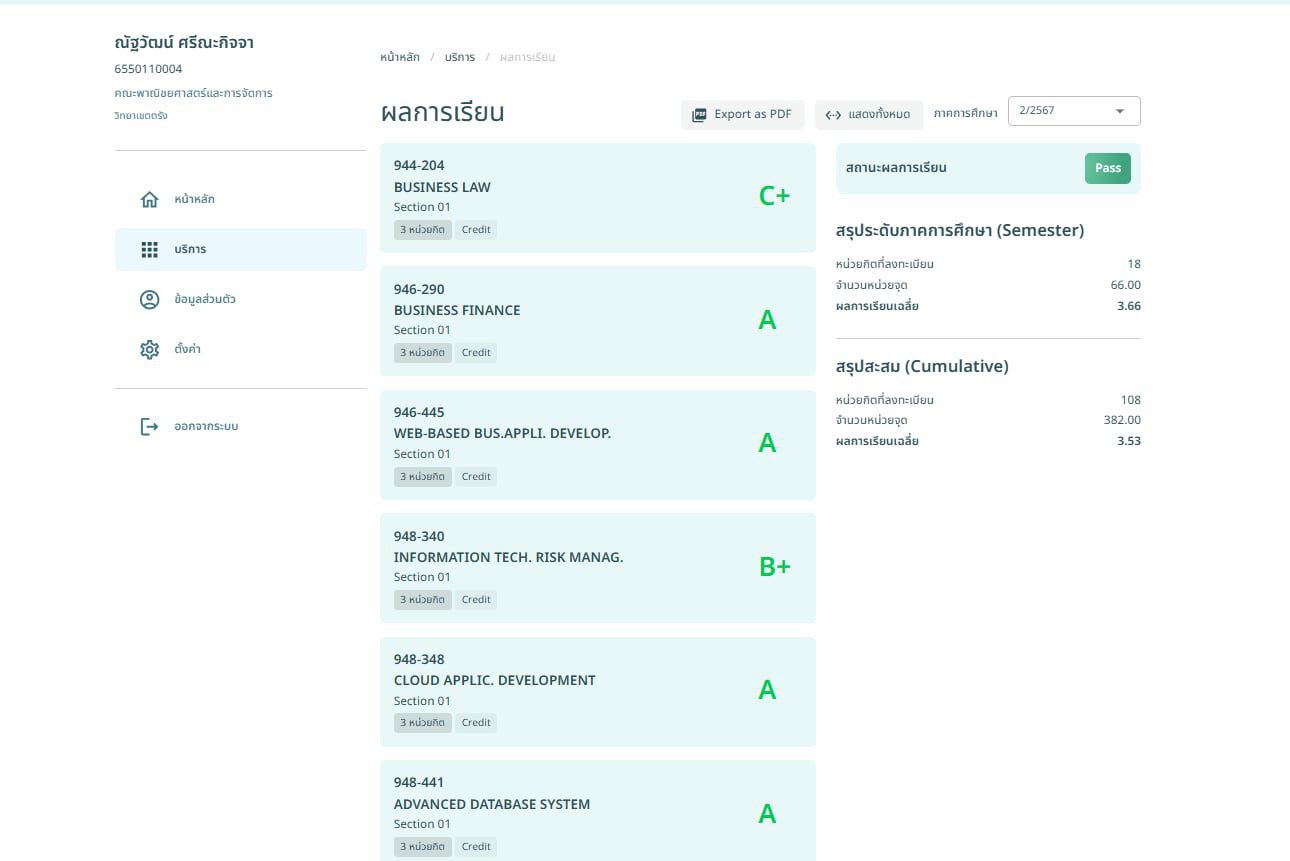 ณัฐวัฒน์ ศรีณะกิจจา
6550110004
คณะพาณิชยศาสตร์และการจัดการ
วิทยาเขตตรัง
หน้าหลัก
บริการ
ข้อมูลส่วนตัว
ตั้งค่า
ออกจากระบบ
หน้าหลัก / บริการ / ผลการเรียน
ผลการเรียน
PDF Export as PDF
แสดงทั้งหมด
ภาคการศึกษา
2/2567
944-204
BUSINESS LAW
Section 01
3 หน่วยกิต Credit
C+
946-290
BUSINESS FINANCE
Section 01
3 หน่วยกิต Credit
A
946-445
WEB-BASED BUS.APPLI. DEVELOP.
Section 01
3 หน่วยกิต Credit
A
948-340
INFORMATION TECH. RISK MANAG.
Section 01
3 หน่วยกิต Credit
B+
948-348
CLOUD APPLIC. DEVELOPMENT
Section 01
3 หน่วยกิต Credit
A
948-441
ADVANCED DATABASE SYSTEM
Section 01
3 หน่วยกิต Credit
A
สถานะผลการเรียน Pass
สรุประดับภาคการศึกษา (Semester)
หน่วยกิตที่ลงทะเบียน 18
จำนวนหน่วยจุด 66.00
ผลการเรียนเฉลี่ย 3.66
สรุปสะสม (Cumulative)
หน่วยกิตที่ลงทะเบียน 108
จำนวนหน่วยจุด 382.00
ผลการเรียนเฉลี่ย 3.53